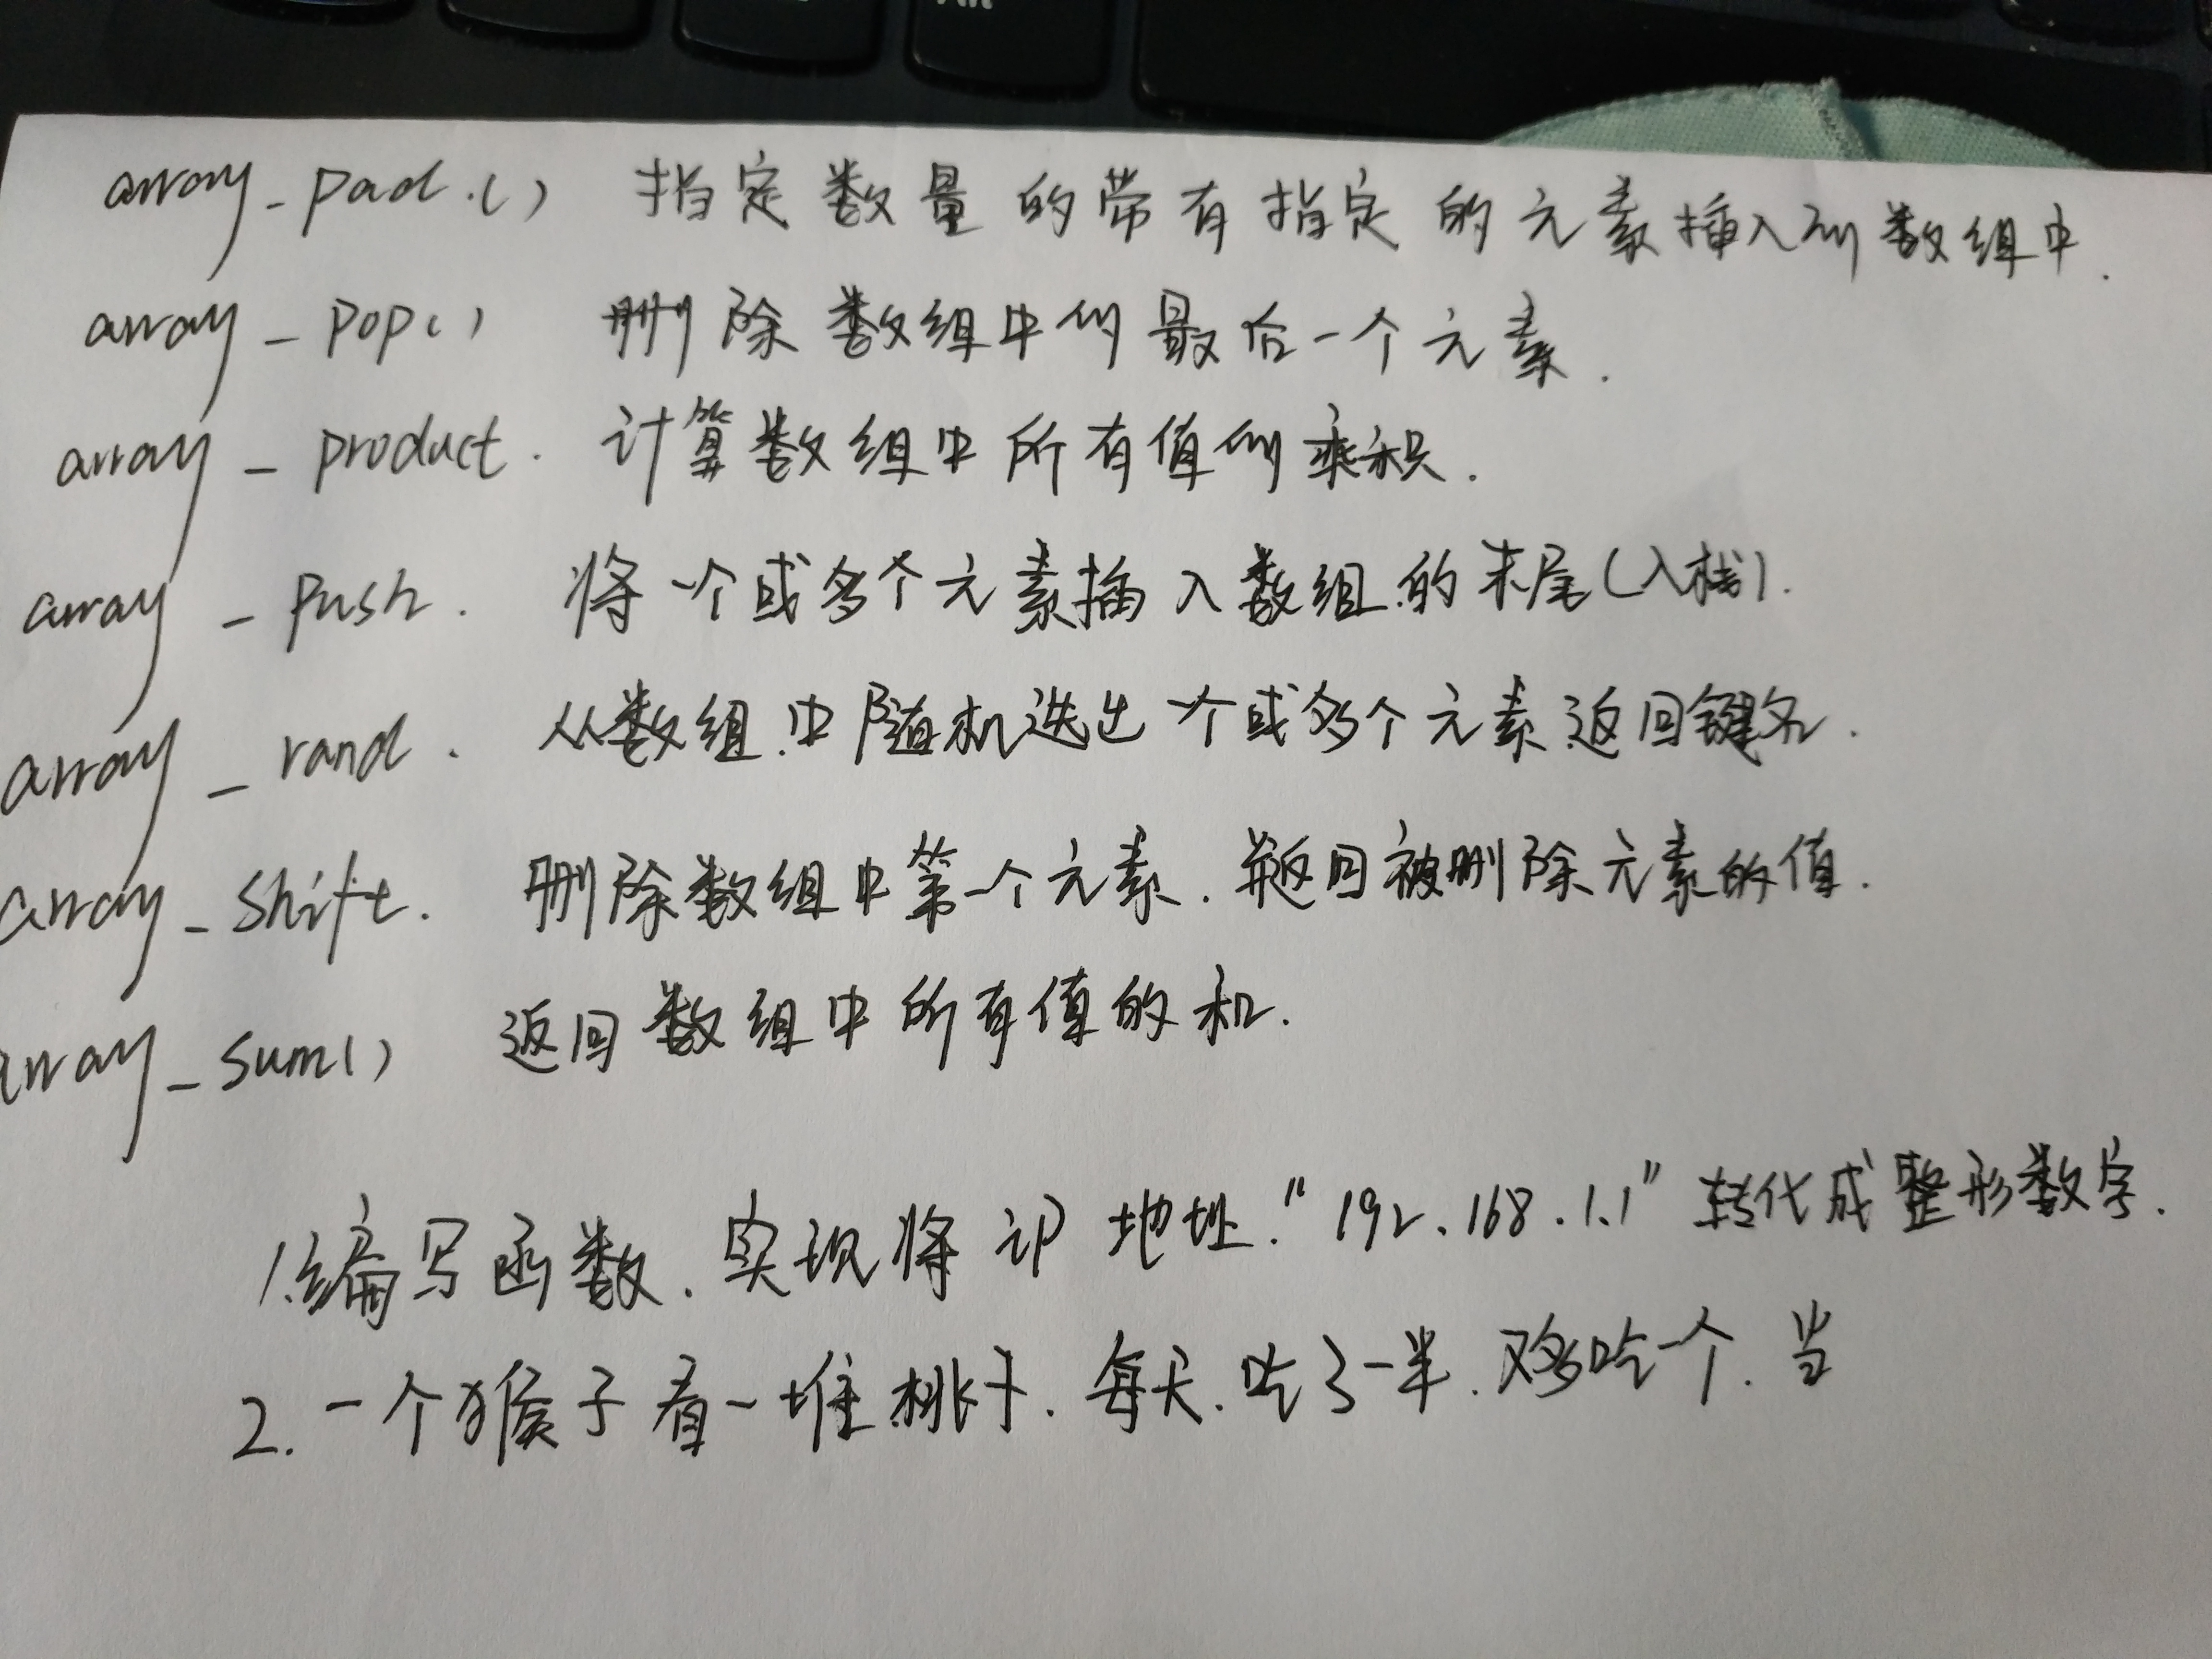 array_pad.() 指定数量的带有指定的元素插入到数组中.
array_pop() 删除数组中的最后一个元素.
array_product. 计算数组中所有值的乘积.
array_push. 将一个或多个元素插入数组的末尾(入栈).
array_rand. 从数组中随机选出一个或多个元素返回键名.
array_shift. 删除数组中第一个元素.并返回被删除元素的值.
array_sum() 返回数组中所有值的和.
1.编写函数.实现将 IP 地址."192.168.1.1" 转化成整形数字.
2.一个猴子有一堆桃子.每天.吃了一半.又多吃一个.当